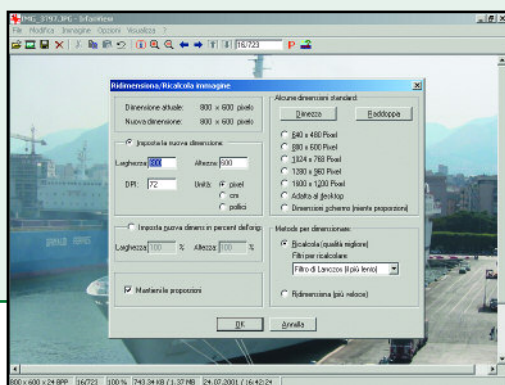 IMG_3797.JPG - IrfanView
File Modifica Immagine Opzioni Visualizza ?
16/723
Ridimensiona/Ricalcola immagine
Dimensione attuale: 800 x 600 pixels
Nuova dimensione: 800 x 600 pixels
Imposta la nuova dimensione:
Larghezza: 800 Altezza: 600
DPI: 72 Unità: pixel
cm
pollici
Imposta nuova dimens in percent dell'orig:
Larghezza: 100 % Altezza: 100 %
Mantieni le proporzioni
Alcune dimensioni standard:
Dimezza Raddoppia
640 x 480 Pixel
800 x 600 Pixel
1024 x 768 Pixel
1280 x 960 Pixel
1600 x 1200 Pixel
Adatta al desktop
Dimensioni schermo (niente proporzioni)
Metodo per dimensionare:
Ricalcola (qualità migliore)
Filtri per ricalcolare:
Filtro di Lanczos (il più lento)
Ridimensiona (più veloce)
OK Annulla
800 x 600 x 24 BPP 16/723 100 % 743.34 KB / 1.37 MB 24.07.2001 / 16:42:24